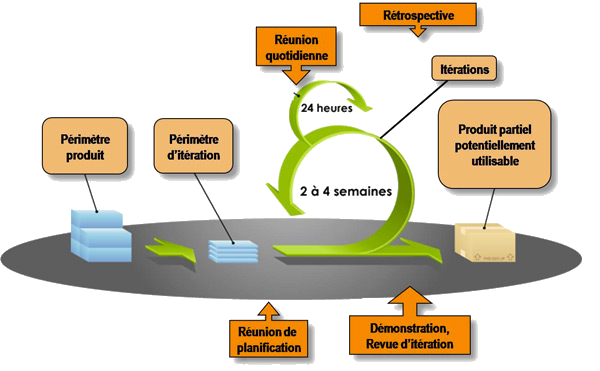 Rétrospective
Réunion
quotidienne
Itérations
24 heures
Périmètre
produit
Périmètre
d'itération
Produit partiel
potentiellement
utilisable
2 à 4 semaines
Réunion de
planification
Démonstration,
Revue d'itération